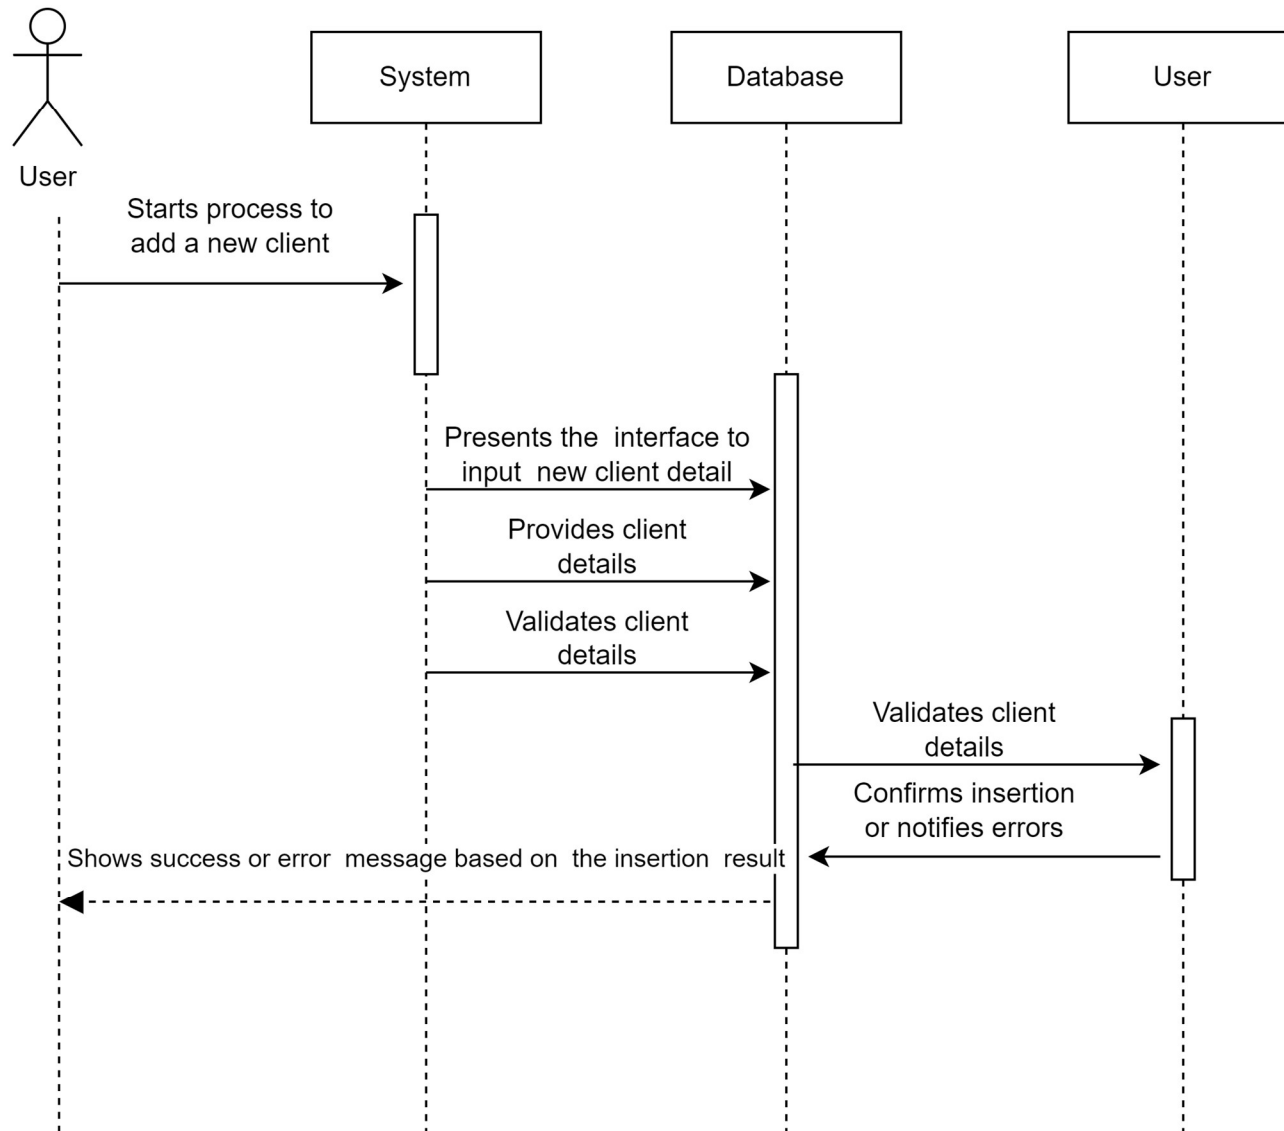 System
Database
User
User
Starts process to
add a new client
Presents the interface to
input new client detail
Provides client
details
Validates client
details
Validates client
details
Confirms insertion
or notifies errors
Shows success or error message based on the insertion result